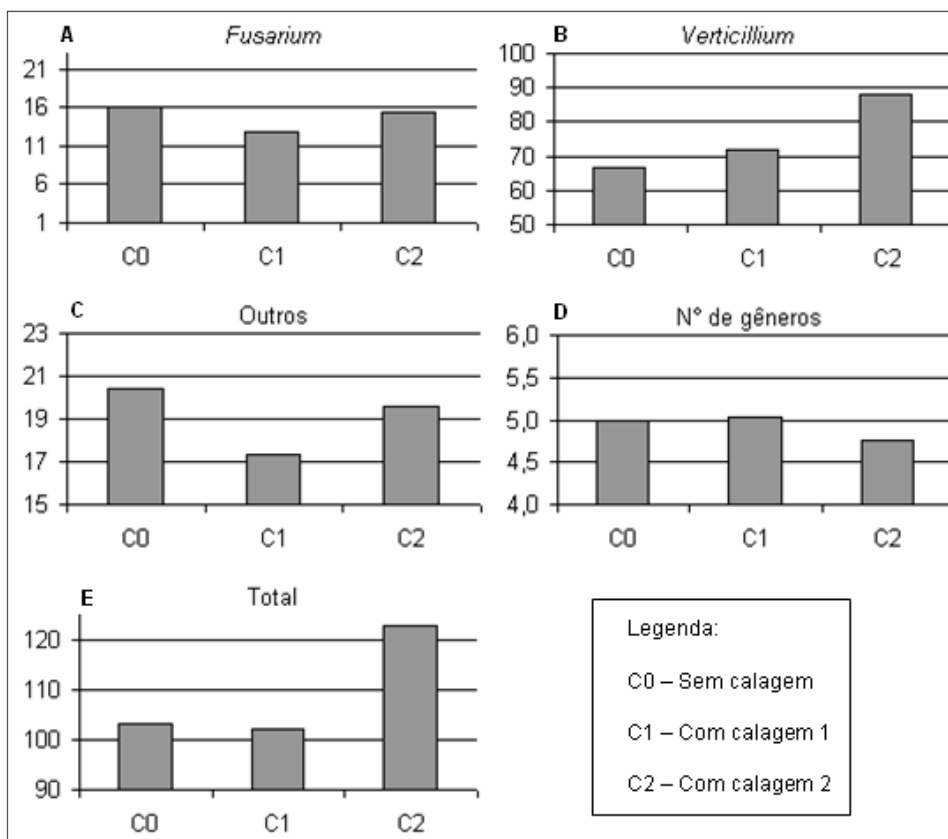 A Fusarium
21
16
11
6
1
C0 C1 C2
B Verticillium
100
90
80
70
60
50
C0 C1 C2
C Outros
23
21
19
17
15
C0 C1 C2
D N° de gêneros
6,0
5,5
5,0
4,5
4,0
C0 C1 C2
E Total
120
110
100
90
C0 C1 C2
Legenda:
C0 – Sem calagem
C1 – Com calagem 1
C2 – Com calagem 2